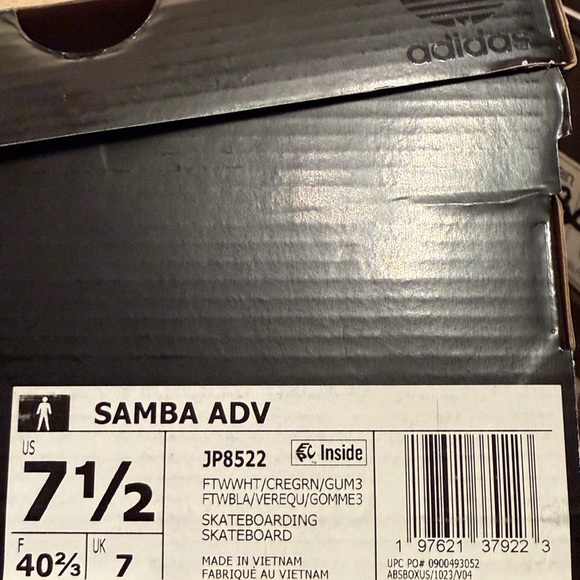 adidas
SAMBA ADV
US
7½
F
40⅔
UK
7
JP8522
Inside
FTWWHT/CREGRN/GUM3
FTWBLA/VEREQU/GOMME3
SKATEBOARDING
SKATEBOARD
MADE IN VIETNAM
FABRIQUÉ AU VIETNAM
1 97621 37922 3
UPC PO# 0900493052
ABSBOXUS/1023/V04